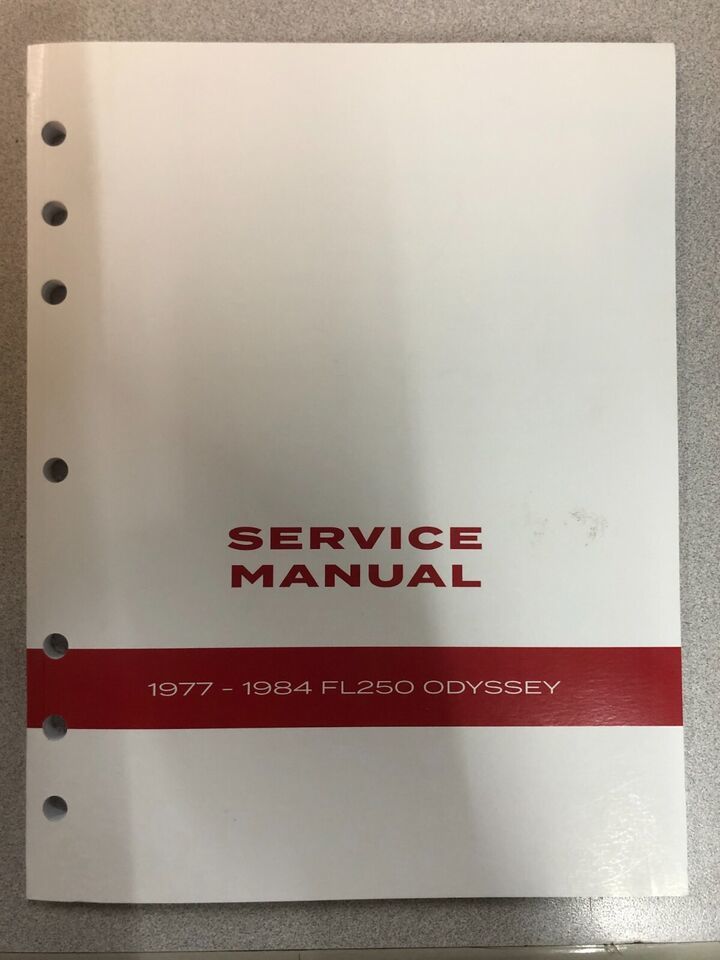 SERVICE
MANUAL
1977 - 1984 FL250 ODYSSEY